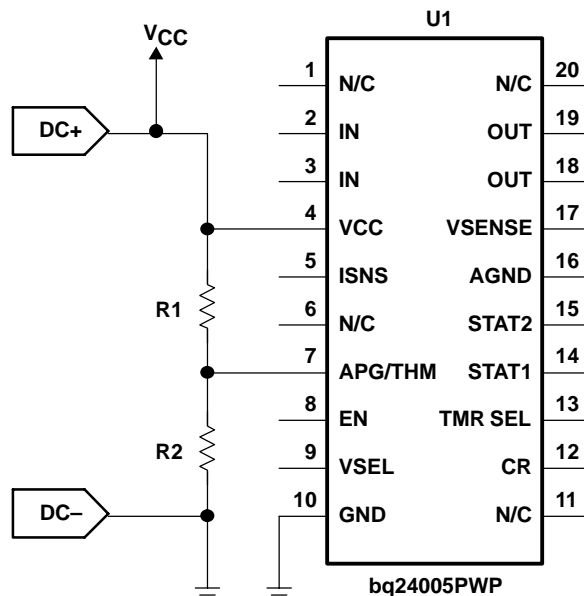 U1
VCC
DC+
1 N/C N/C 20
2 IN OUT 19
3 IN OUT 18
4 VCC VSENSE 17
5 ISNS AGND 16
R1
6 N/C STAT2 15
7 APG/THM STAT1 14
8 EN TMR SEL 13
R2
9 VSEL CR 12
DC–
10 GND N/C 11
bq24005PWP